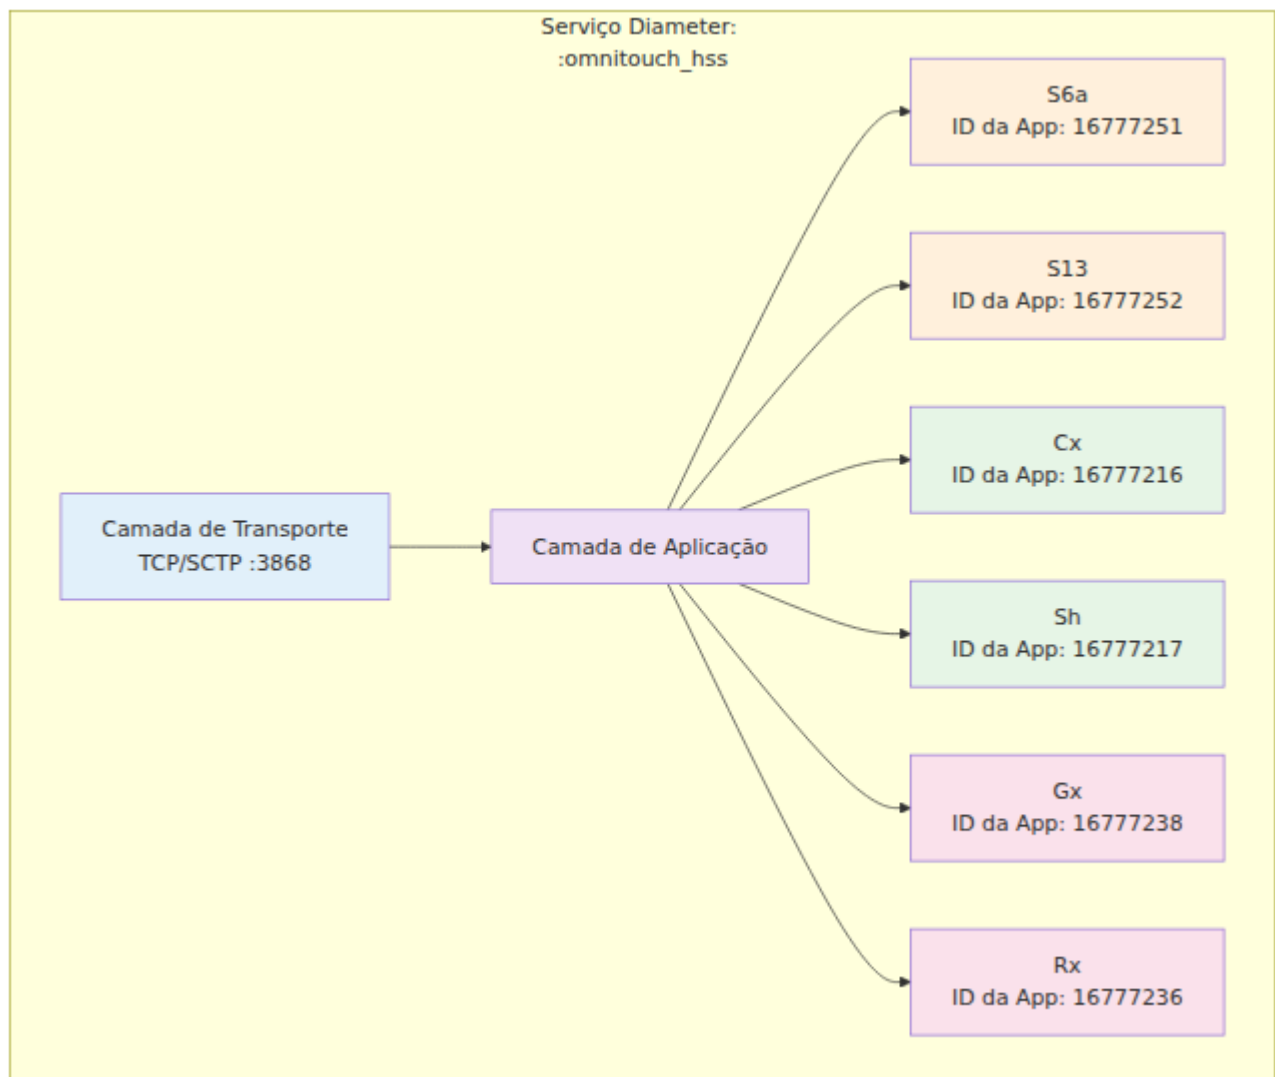 Serviço Diameter:
:omnitouch_hss
S6a
ID da App: 16777251
S13
ID da App: 16777252
Cx
ID da App: 16777216
Camada de Transporte
TCP/SCTP :3868
Camada de Aplicação
Sh
ID da App: 16777217
Gx
ID da App: 16777238
Rx
ID da App: 16777236